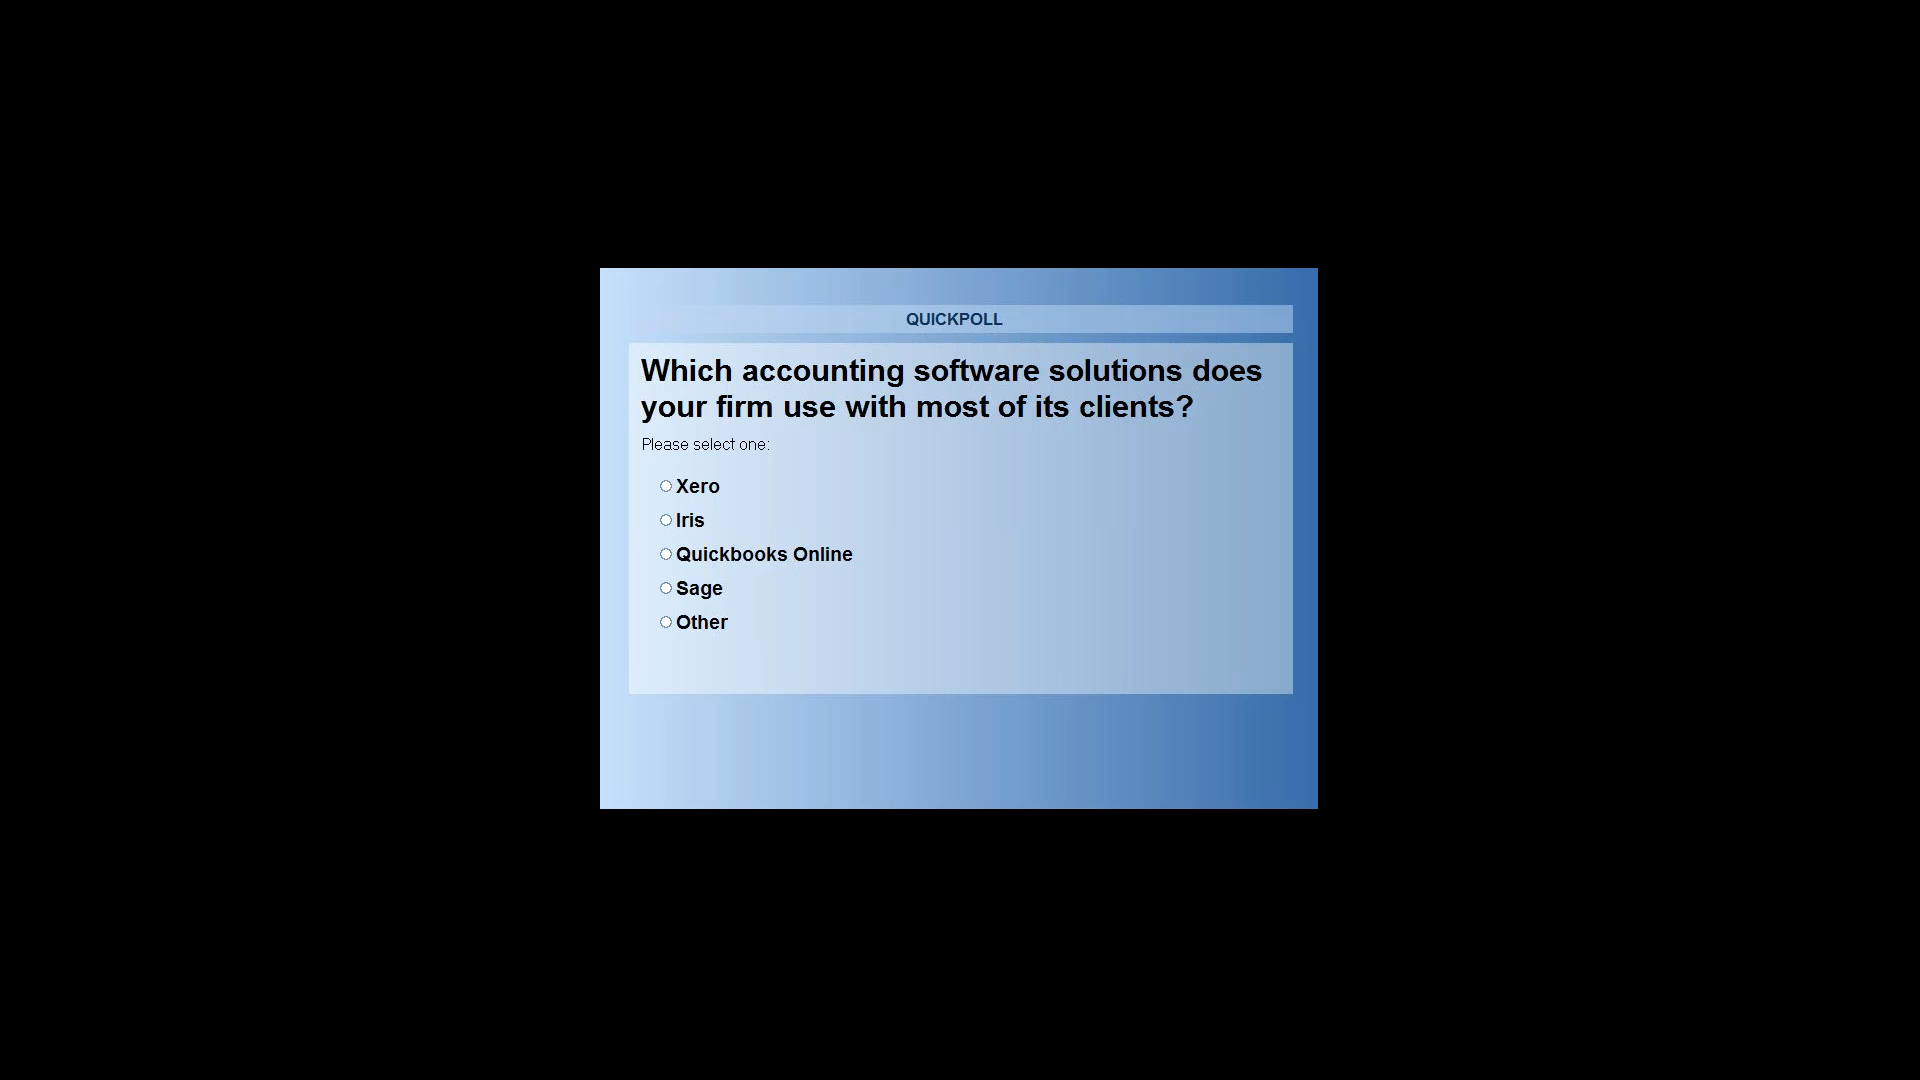 QUICKPOLL
Which accounting software solutions does
your firm use with most of its clients?
Please select one:
Xero
Iris
Quickbooks Online
Sage
Other